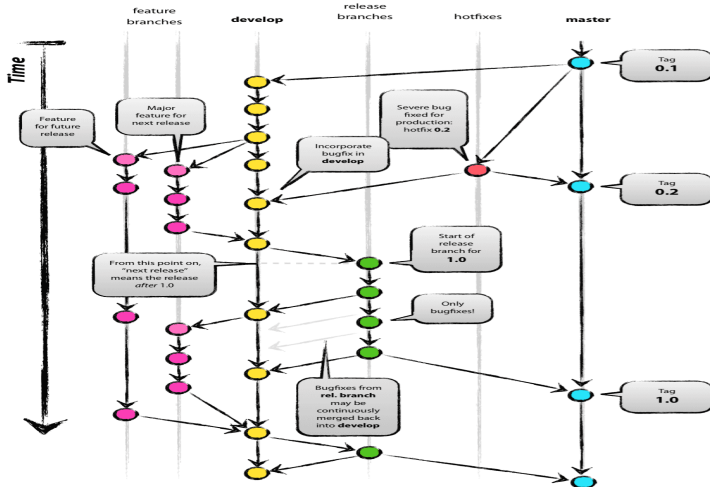 feature
branches
develop
release
branches
hotfixes
master
Time
Tag
0.1
Feature
for future
release
Major
feature for
next release
Severe bug
fixed for
production:
hotfix 0.2
Incorporate
bugfix in
develop
Tag
0.2
Start of
release
branch for
1.0
From this point on,
“next release”
means the release
after 1.0
Only
bugfixes!
Bugfixes from
rel. branch
may be
continuously
merged back
into develop
Tag
1.0